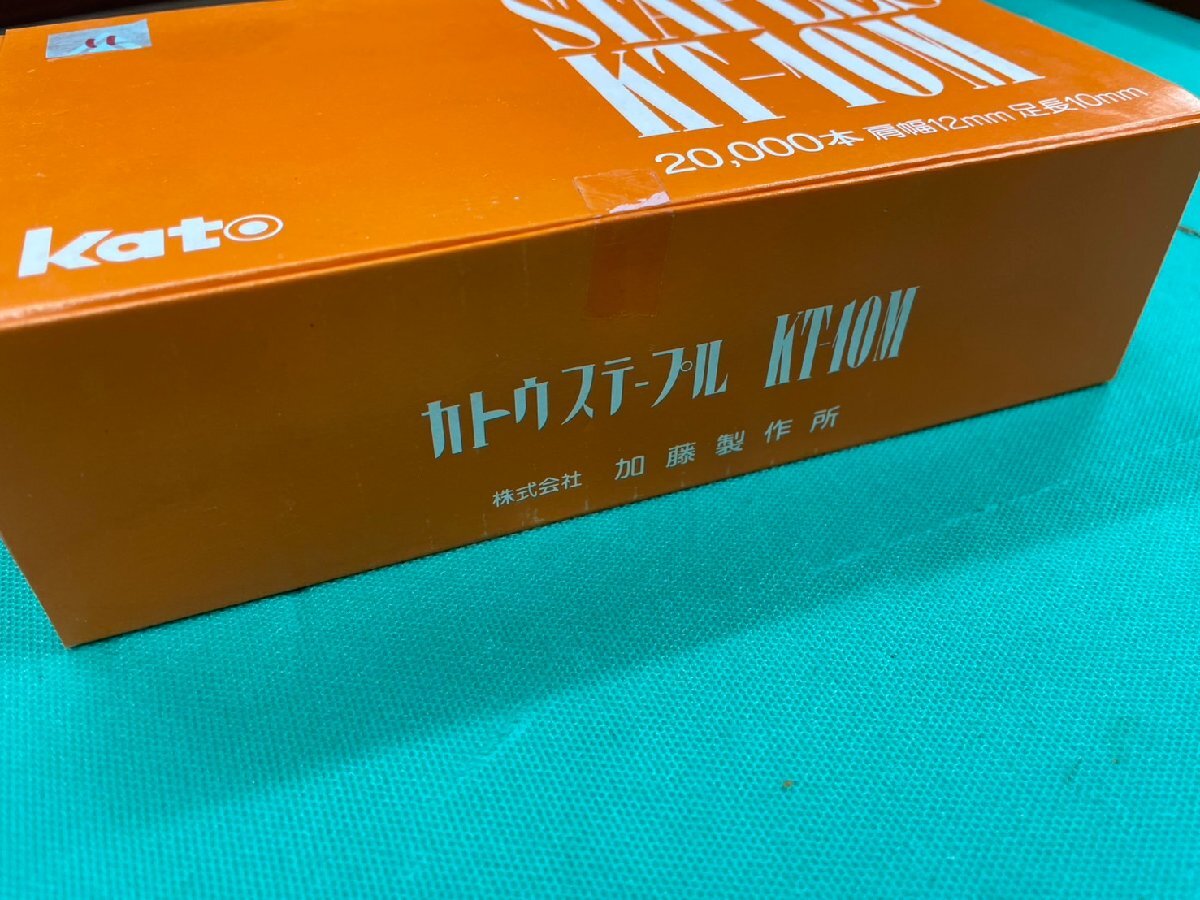 STAPLES
KT-10M
20,000本 肩幅12mm 足長10mm
Kato
カトウステープル KT-10M
株式会社 加藤製作所